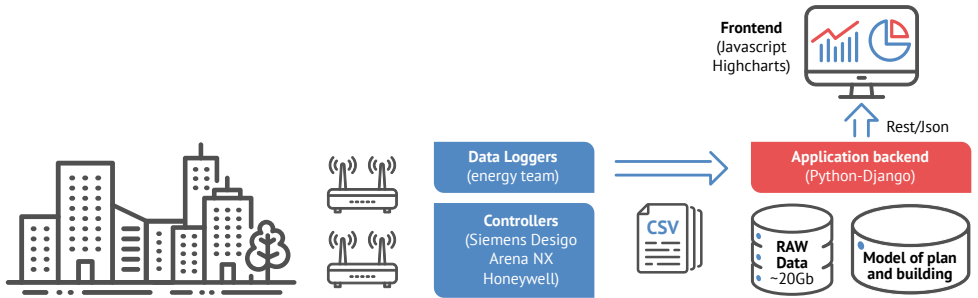 Frontend
(Javascript
Highcharts)
Rest/Json
Data Loggers
(energy team)
Application backend
(Python-Django)
Controllers
(Siemens Desigo
Arena NX
Honeywell)
CSV
RAW
Data
~20Gb
Model of plan
and building